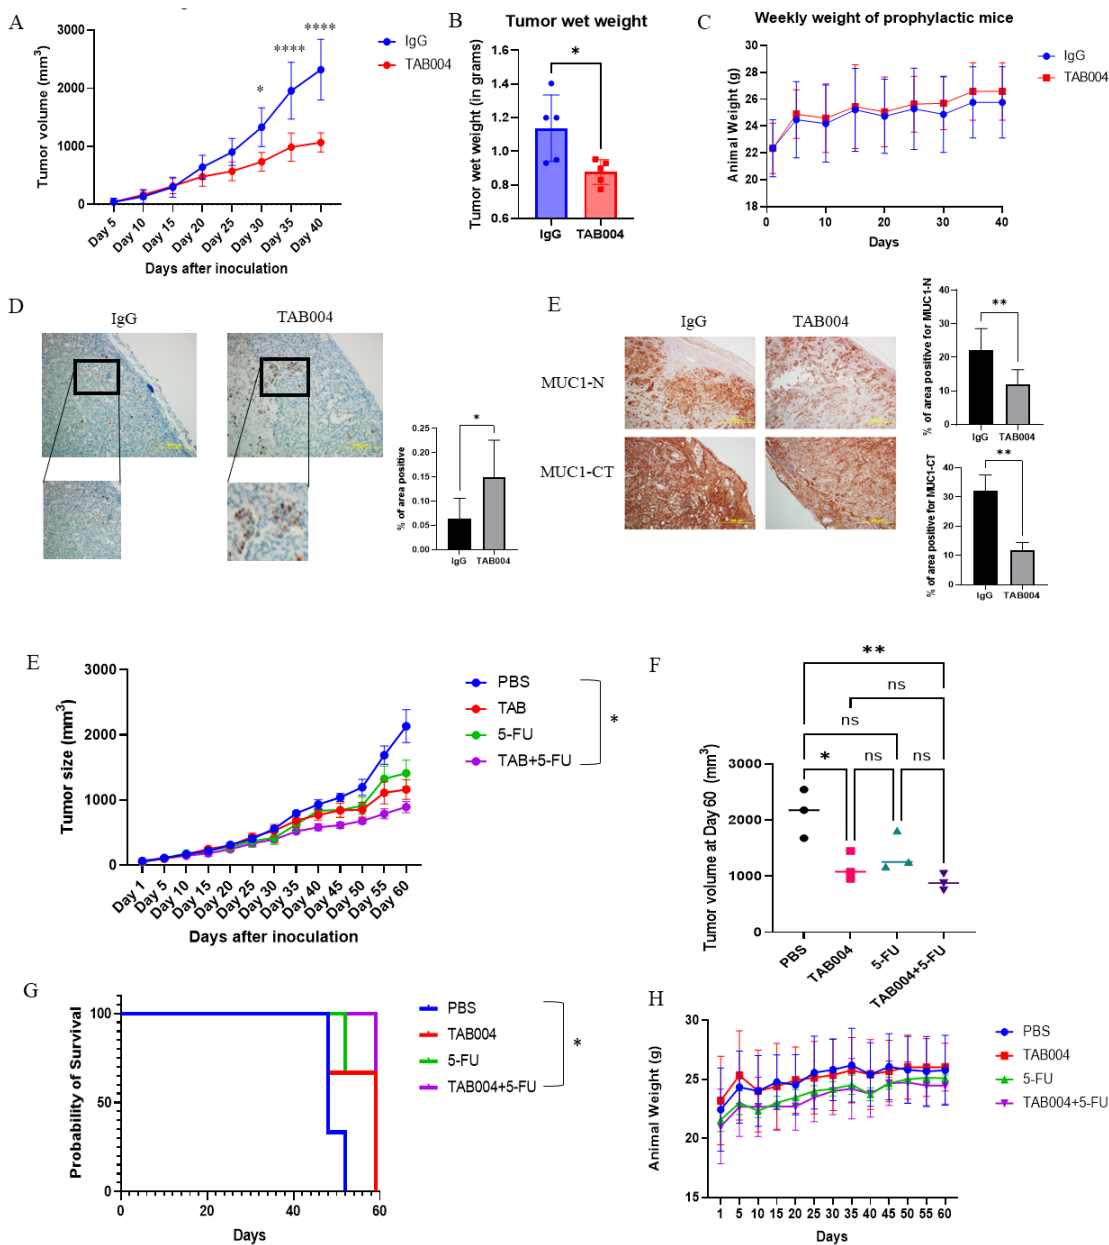 A
3000
2000
1000
0
Tumor volume (mm³)
Day 5
Day 10
Day 15
Day 20
Day 25
Day 30
Day 35
Day 40
Days after inoculation
*
****
****
IgG
TAB004
B
Tumor wet weight
1.6
1.4
1.2
1.0
0.8
0.6
Tumor wet weight (in grams)
*
IgG TAB004
C
Weekly weight of prophylactic mice
30
28
26
24
22
20
18
Animal Weight (g)
0 10 20 30 40
Days
IgG
TAB004
D
IgG TAB004
0.25
0.20
0.15
0.10
0.05
0.00
% of area positive
*
IgG TAB004
E
IgG TAB004
MUC1-N
MUC1-CT
40
30
20
10
0
% of area positive for MUC1-N
**
IgG TAB004
40
30
20
10
0
% of area positive for MUC1-CT
**
IgG TAB004
E
3000
2000
1000
0
Tumor size (mm³)
Day 1
Day 5
Day 10
Day 15
Day 20
Day 25
Day 30
Day 35
Day 40
Day 45
Day 50
Day 55
Day 60
Days after inoculation
PBS
TAB
5-FU
TAB+5-FU
*
F
**
ns
ns
* ns ns
3000
2000
1000
0
Tumor volume at Day 60 (mm³)
PBS
TAB004
5-FU
TAB004+5-FU
G
100
50
0
Probability of Survival
0 20 40 60
Days
PBS
TAB004
5-FU
TAB004+5-FU
*
H
30
25
20
15
Animal Weight (g)
1 5 10 15 20 25 30 35 40 45 50 55 60
Days
PBS
TAB004
5-FU
TAB004+5-FU